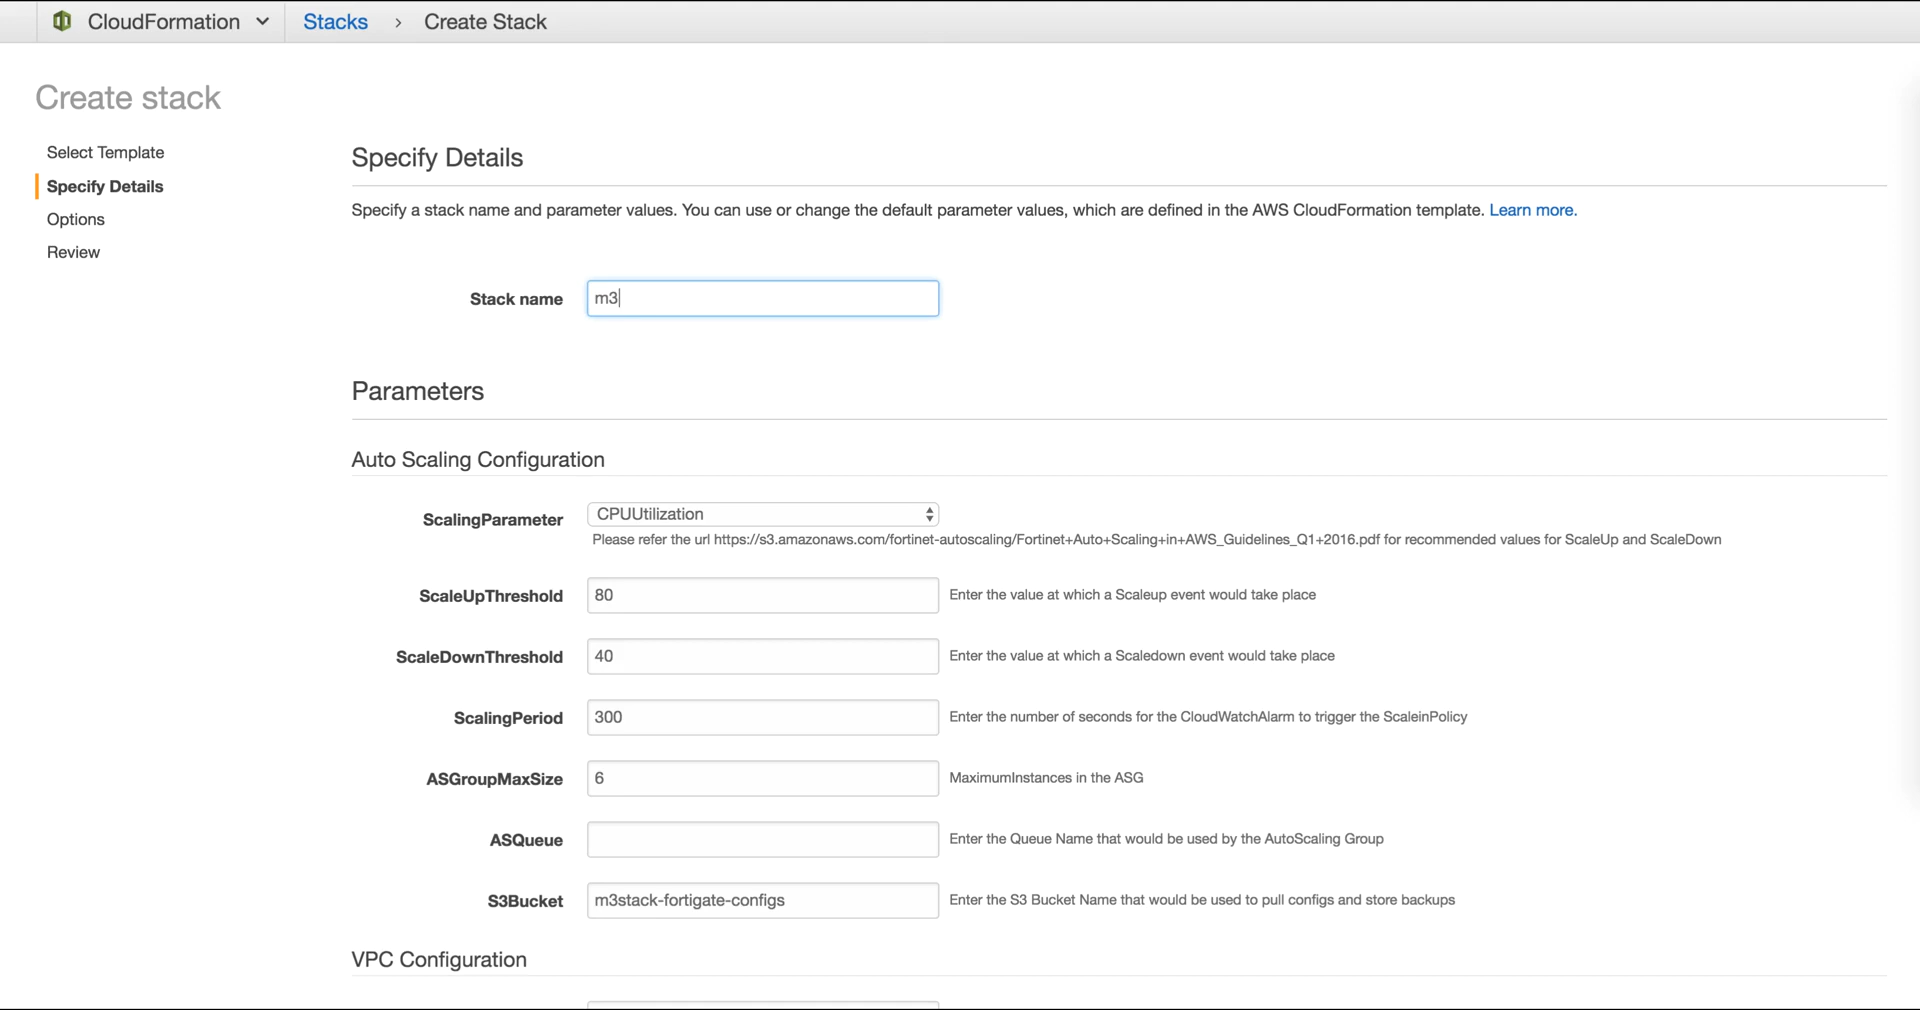 CloudFormation Stacks › Create Stack
Create stack
Select Template
Specify Details
Options
Review
Specify Details
Specify a stack name and parameter values. You can use or change the default parameter values, which are defined in the AWS CloudFormation template. Learn more.
Stack name m3
Parameters
Auto Scaling Configuration
ScalingParameter CPUUtilization
Please refer the url https://s3.amazonaws.com/fortinet-autoscaling/Fortinet+Auto+Scaling+in+AWS_Guidelines_Q1+2016.pdf for recommended values for ScaleUp and ScaleDown
ScaleUpThreshold 80 Enter the value at which a Scaleup event would take place
ScaleDownThreshold 40 Enter the value at which a Scaledown event would take place
ScalingPeriod 300 Enter the number of seconds for the CloudWatchAlarm to trigger the ScaleinPolicy
ASGroupMaxSize 6 MaximumInstances in the ASG
ASQueue Enter the Queue Name that would be used by the AutoScaling Group
S3Bucket m3stack-fortigate-configs Enter the S3 Bucket Name that would be used to pull configs and store backups
VPC Configuration